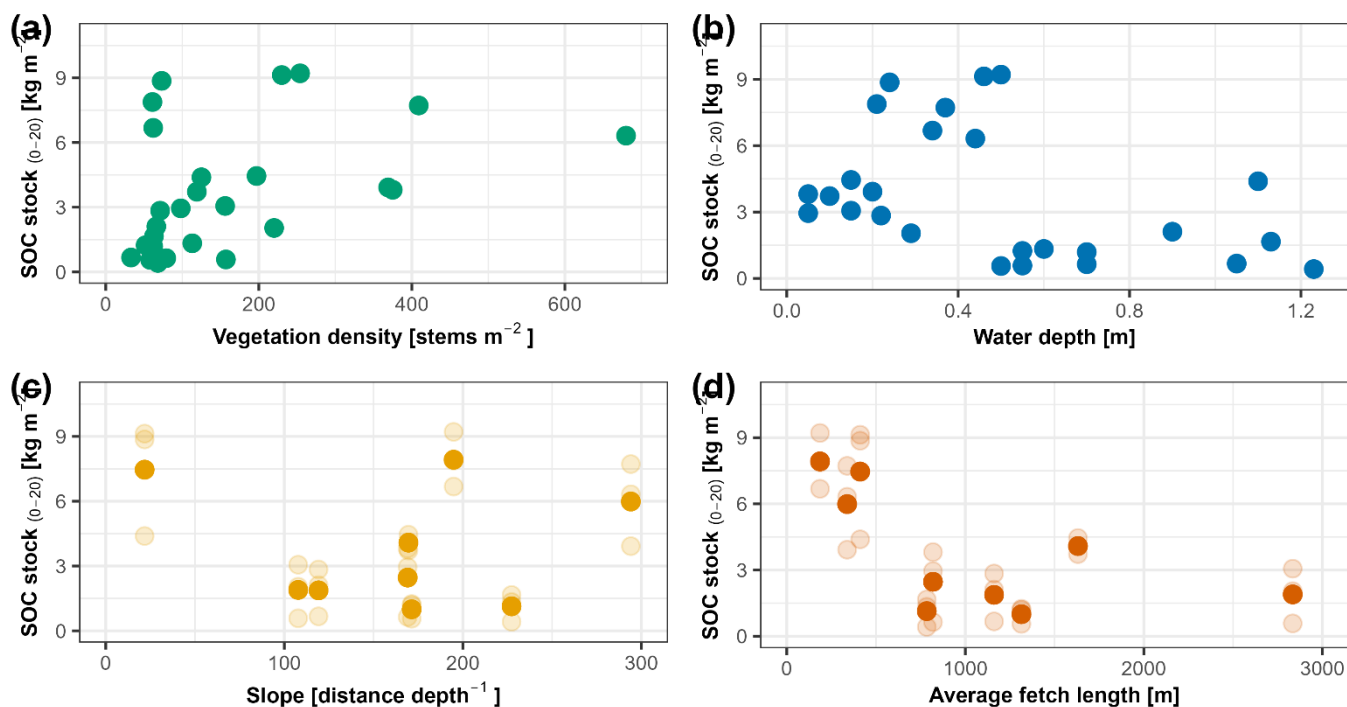 (a)
SOC stock (0−20) [kg m−2]
9
6
3
0
0 200 400 600
Vegetation density [stems m−2 ]
(b)
SOC stock (0−20) [kg m−2]
9
6
3
0
0.0 0.4 0.8 1.2
Water depth [m]
(c)
SOC stock (0−20) [kg m−2]
9
6
3
0
0 100 200 300
Slope [distance depth−1 ]
(d)
SOC stock (0−20) [kg m−2]
9
6
3
0
0 1000 2000 3000
Average fetch length [m]